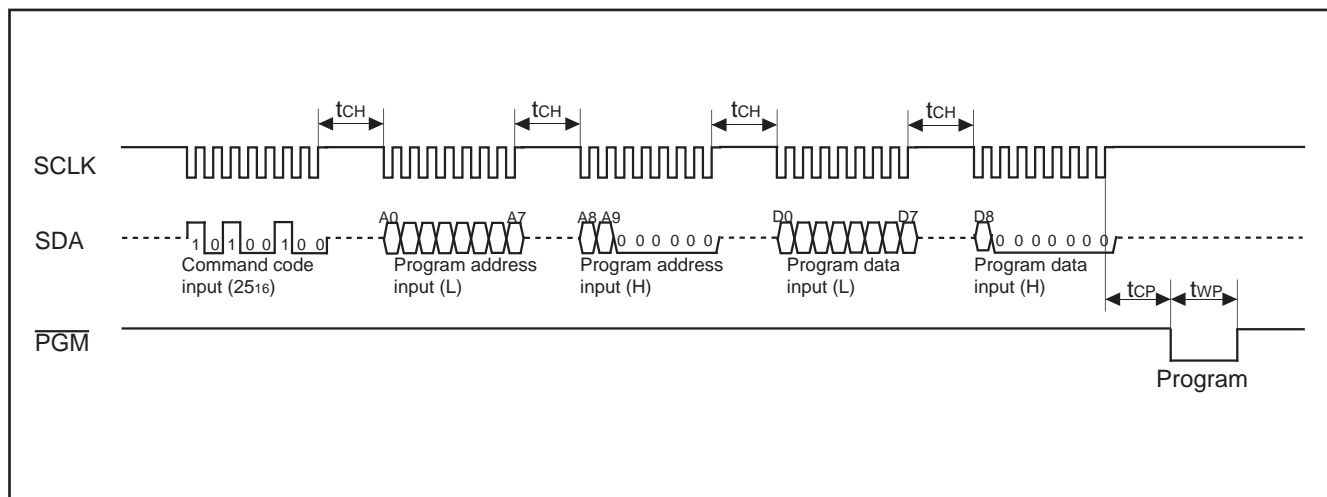 tCH tCH tCH tCH
SCLK
A0 A7 A8 A9 D0 D7 D8
SDA
1 0 1 0 0 1 0 0
0 0 0 0 0 0
0 0 0 0 0 0 0
Command code
input (2516)
Program address
input (L)
Program address
input (H)
Program data
input (L)
Program data
input (H)
tCP tWP
PGM
Program